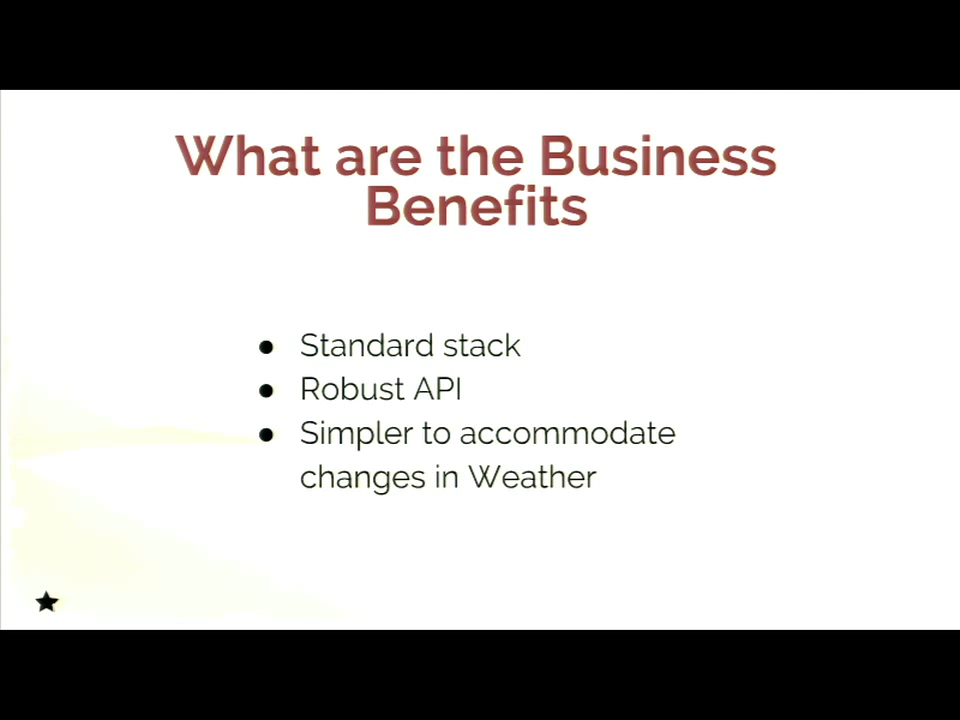 What are the Business
Benefits
● Standard stack
● Robust API
● Simpler to accommodate
changes in Weather